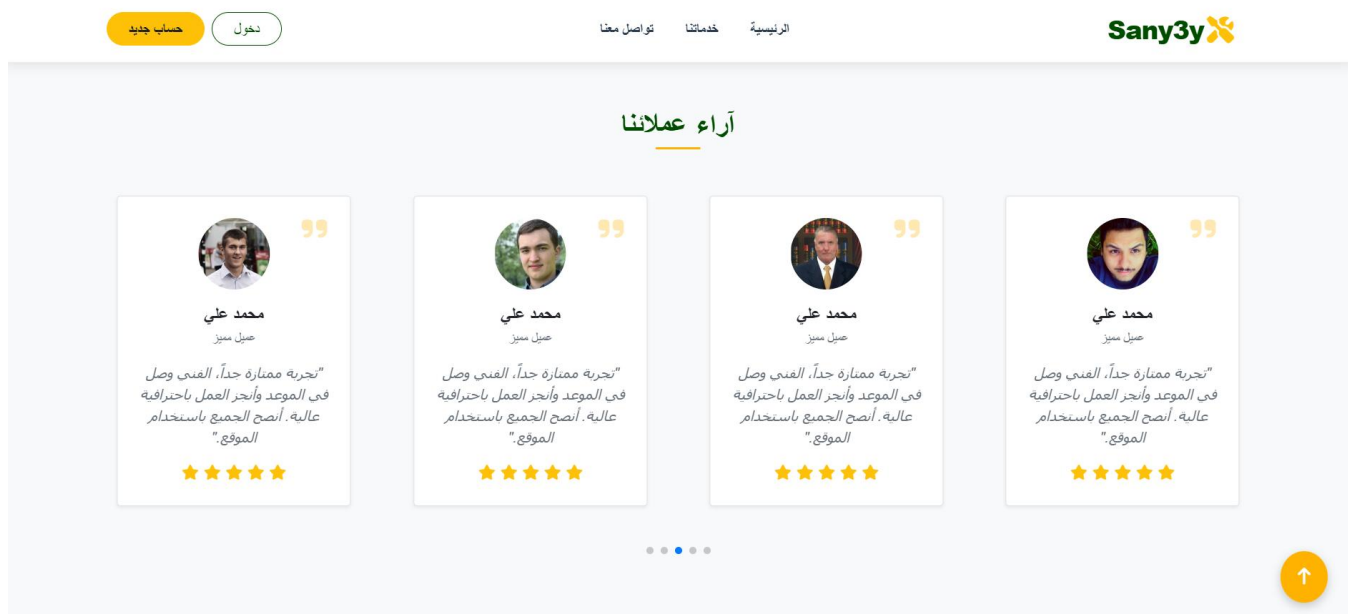 Sany3y
الرئيسية خدماتنا تواصل معنا
دخول
حساب جديد
آراء عملائنا
محمد علي
عميل مميز
"تجربة ممتازة جداً، الفني وصل
في الموعد وأنجز العمل باحترافية
عالية. أنصح الجميع باستخدام
الموقع."
محمد علي
عميل مميز
"تجربة ممتازة جداً، الفني وصل
في الموعد وأنجز العمل باحترافية
عالية. أنصح الجميع باستخدام
الموقع."
محمد علي
عميل مميز
"تجربة ممتازة جداً، الفني وصل
في الموعد وأنجز العمل باحترافية
عالية. أنصح الجميع باستخدام
الموقع."
محمد علي
عميل مميز
"تجربة ممتازة جداً، الفني وصل
في الموعد وأنجز العمل باحترافية
عالية. أنصح الجميع باستخدام
الموقع."